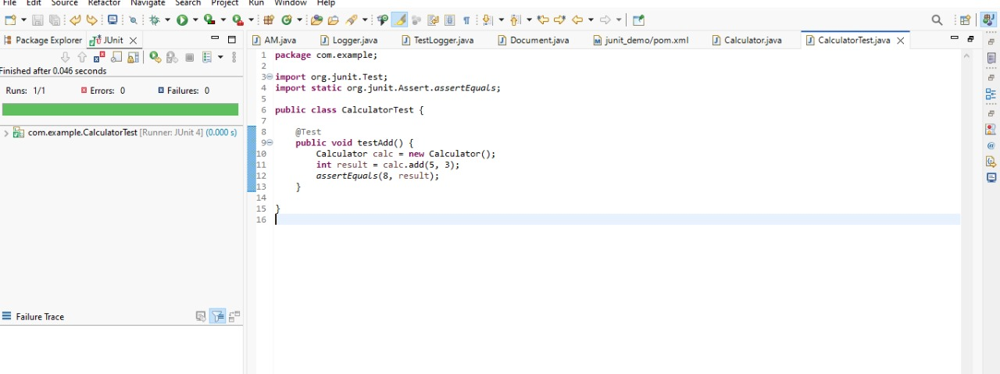 File Edit Source Refactor Navigate Search Project Run Window Help
Package Explorer JUnit
Finished after 0.046 seconds
Runs: 1/1 Errors: 0 Failures: 0
com.example.CalculatorTest [Runner: JUnit 4] (0.000 s)
Failure Trace
AM.java Logger.java TestLogger.java Document.java junit_demo/pom.xml Calculator.java CalculatorTest.java
1 package com.example;
2
3 import org.junit.Test;
4 import static org.junit.Assert.assertEquals;
5
6 public class CalculatorTest {
7
8 @Test
9 public void testAdd() {
10 Calculator calc = new Calculator();
11 int result = calc.add(5, 3);
12 assertEquals(8, result);
13 }
14
15 }
16